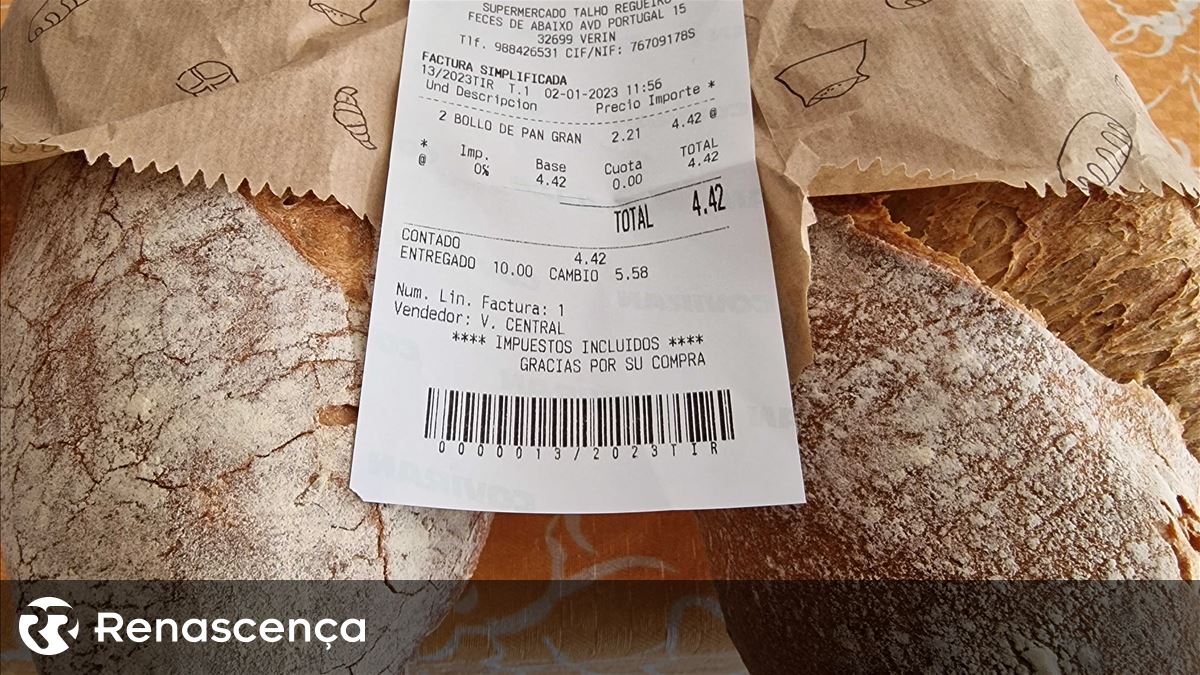 SUPERMERCADO TALHO REGUEIRO
FECES DE ABAIXO AVD PORTUGAL 15
32699 VERIN
Tlf. 988426531 CIF/NIF: 76709178S
FACTURA SIMPLIFICADA
13/2023TIR T.1 02-01-2023 11:56
Und Descripcion Precio Importe *
2 BOLLO DE PAN GRAN 2.21 4.42 @
* Imp. Base Cuota TOTAL
@ 0% 4.42 0.00 4.42
TOTAL 4.42
CONTADO 4.42
ENTREGADO 10.00 CAMBIO 5.58
Num. Lin. Factura: 1
Vendedor: V. CENTRAL
**** IMPUESTOS INCLUIDOS ****
GRACIAS POR SU COMPRA
0000013/2023TIR
COVIRAN
Renascença